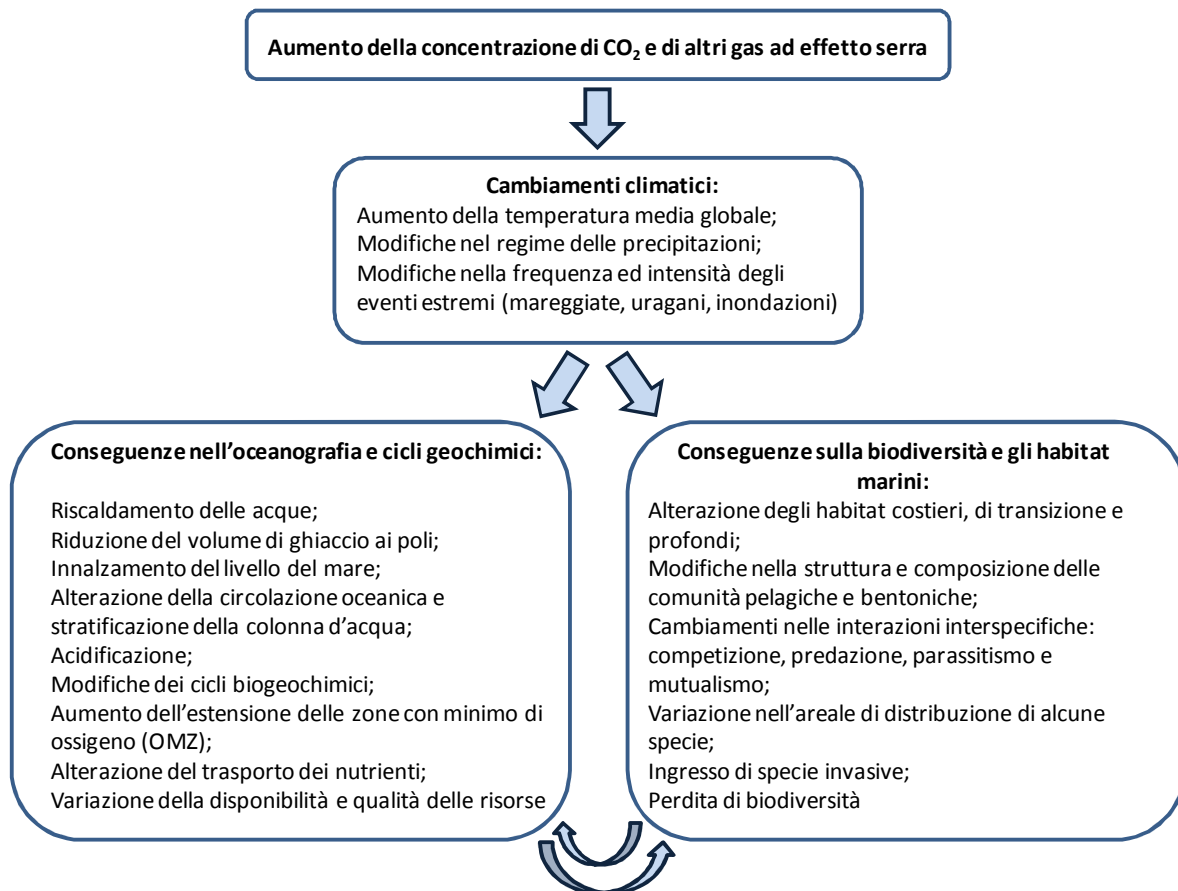 Aumento della concentrazione di CO₂ e di altri gas ad effetto serra
Cambiamenti climatici:
Aumento della temperatura media globale;
Modifiche nel regime delle precipitazioni;
Modifiche nella frequenza ed intensità degli
eventi estremi (mareggiate, uragani, inondazioni)
Conseguenze nell'oceanografia e cicli geochimici:
Riscaldamento delle acque;
Riduzione del volume di ghiaccio ai poli;
Innalzamento del livello del mare;
Alterazione della circolazione oceanica e
stratificazione della colonna d'acqua;
Acidificazione;
Modifiche dei cicli biogeochimici;
Aumento dell'estensione delle zone con minimo di
ossigeno (OMZ);
Alterazione del trasporto dei nutrienti;
Variazione della disponibilità e qualità delle risorse
Conseguenze sulla biodiversità e gli habitat
marini:
Alterazione degli habitat costieri, di transizione e
profondi;
Modifiche nella struttura e composizione delle
comunità pelagiche e bentoniche;
Cambiamenti nelle interazioni interspecifiche:
competizione, predazione, parassitismo e
mutualismo;
Variazione nell'areale di distribuzione di alcune
specie;
Ingresso di specie invasive;
Perdita di biodiversità